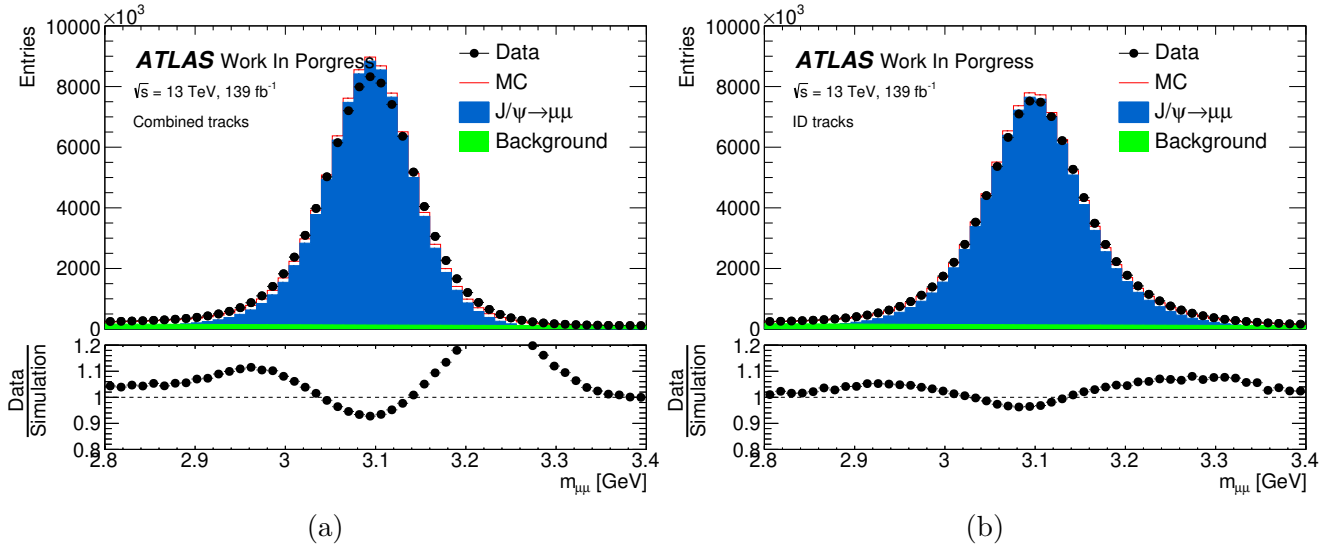 ×10³
10000
8000
6000
4000
2000
0
Entries
ATLAS Work In Porgress
√s = 13 TeV, 139 fb⁻¹
Combined tracks
Data
MC
J/ψ→μμ
Background
1.2
1.1
1
0.9
0.8
Data
Simulation
2.8 2.9 3 3.1 3.2 3.3 3.4
m_μμ [GeV]
(a)
×10³
10000
8000
6000
4000
2000
0
Entries
ATLAS Work In Porgress
√s = 13 TeV, 139 fb⁻¹
ID tracks
Data
MC
J/ψ→μμ
Background
1.2
1.1
1
0.9
0.8
Data
Simulation
2.8 2.9 3 3.1 3.2 3.3 3.4
m_μμ [GeV]
(b)